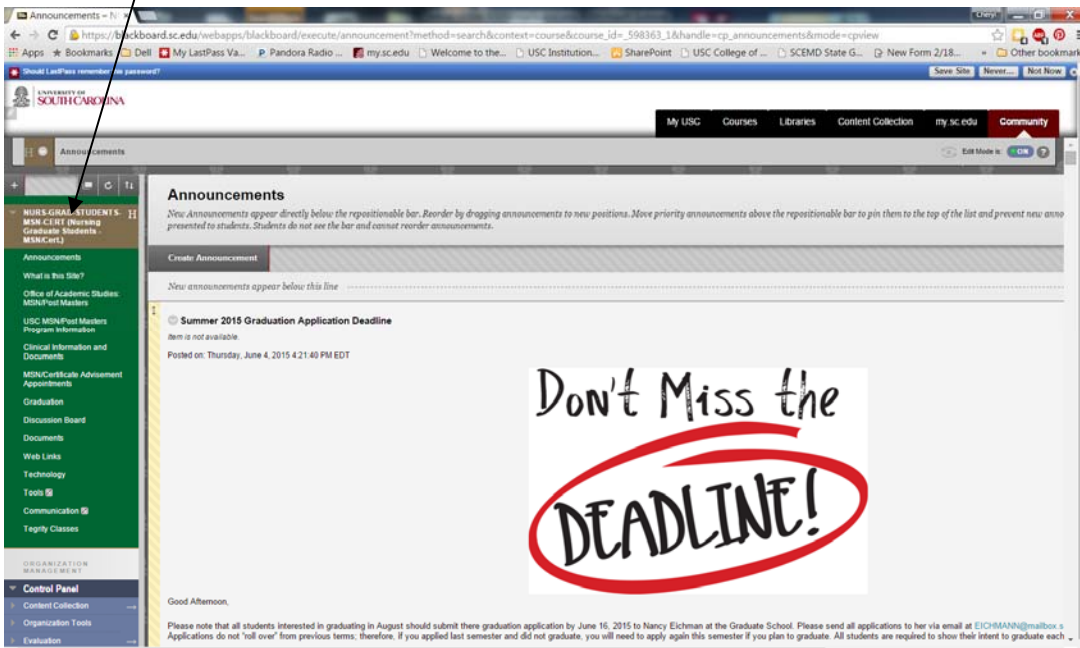 Announcements – N
Cheryl
https://blackboard.sc.edu/webapps/blackboard/execute/announcement?method=search&context=course&course_id=_598363_1&handle=cp_announcements&mode=cpview
Apps Bookmarks Dell My LastPass Va... Pandora Radio ... my.sc.edu Welcome to the... USC Institution... SharePoint USC College of ... SCEMD State G... New Form 2/18... » Other bookmark
Should LastPass remember this password?
Save Site Never... Not Now
UNIVERSITY OF
SOUTH CAROLINA
My USC Courses Libraries Content Collection my.sc.edu Community
Announcements
Edit Mode is: ON ?
NURS-GRAD-STUDENTS-
MSN-CERT (Nursing
Graduate Students -
MSN/Cert.)
Announcements
What is this Site?
Office of Academic Studies:
MSN/Post Masters
USC MSN/Post Masters
Program Information
Clinical Information and
Documents
MSN/Certificate Advisement
Appointments
Graduation
Discussion Board
Documents
Web Links
Technology
Tools
Communication
Tegrity Classes
ORGANIZATION
MANAGEMENT
Control Panel
Content Collection
Organization Tools
Evaluation
Announcements
New Announcements appear directly below the repositionable bar. Reorder by dragging announcements to new positions. Move priority announcements above the repositionable bar to pin them to the top of the list and prevent new anno
presented to students. Students do not see the bar and cannot reorder announcements.
Create Announcement
New announcements appear below this line
Summer 2015 Graduation Application Deadline
Item is not available.
Posted on: Thursday, June 4, 2015 4:21:40 PM EDT
DON'T MISS the
DEADLINE!
Good Afternoon,
Please note that all students interested in graduating in August should submit there graduation application by June 16, 2015 to Nancy Eichman at the Graduate School. Please send all applications to her via email at EICHMANN@mailbox.s
Applications do not 'roll over' from previous terms; therefore, if you applied last semester and did not graduate, you will need to apply again this semester if you plan to graduate. All students are required to show their intent to graduate each